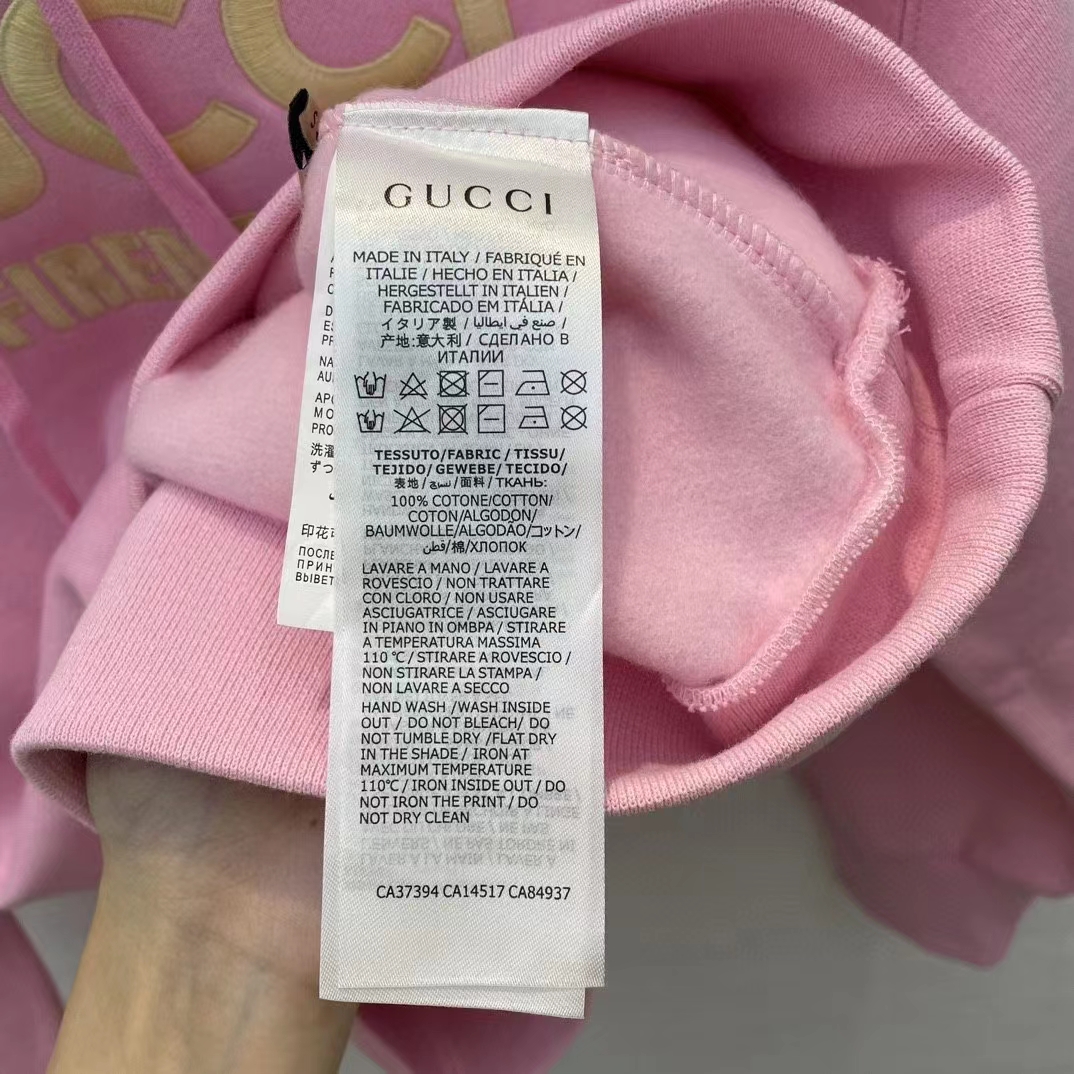 GUCCI
MADE IN ITALY / FABRIQUÉ EN
ITALIE / HECHO EN ITALIA /
HERGESTELLT IN ITALIEN /
FABRICADO EM ITÁLIA /
イタリア製 / صنع في ايطاليا /
产地:意大利 / СДЕЛАНО В
ИТАЛИИ
TESSUTO/FABRIC / TISSU/
TEJIDO/GEWEBE/TECIDO/
表地/نسيج/面料/ТКАНЬ:
100% COTONE/COTTON/
COTON/ALGODON/
BAUMWOLLE/ALGODÃO/コットン/
قطن/棉/ХЛОПОК
LAVARE A MANO / LAVARE A
ROVESCIO / NON TRATTARE
CON CLORO / NON USARE
ASCIUGATRICE / ASCIUGARE
IN PIANO IN OMBPA / STIRARE
A TEMPERATURA MASSIMA
110 ℃ / STIRARE A ROVESCIO /
NON STIRARE LA STAMPA /
NON LAVARE A SECCO
HAND WASH /WASH INSIDE
OUT / DO NOT BLEACH/ DO
NOT TUMBLE DRY /FLAT DRY
IN THE SHADE / IRON AT
MAXIMUM TEMPERATURE
110℃ / IRON INSIDE OUT / DO
NOT IRON THE PRINT / DO
NOT DRY CLEAN
CA37394 CA14517 CA84937